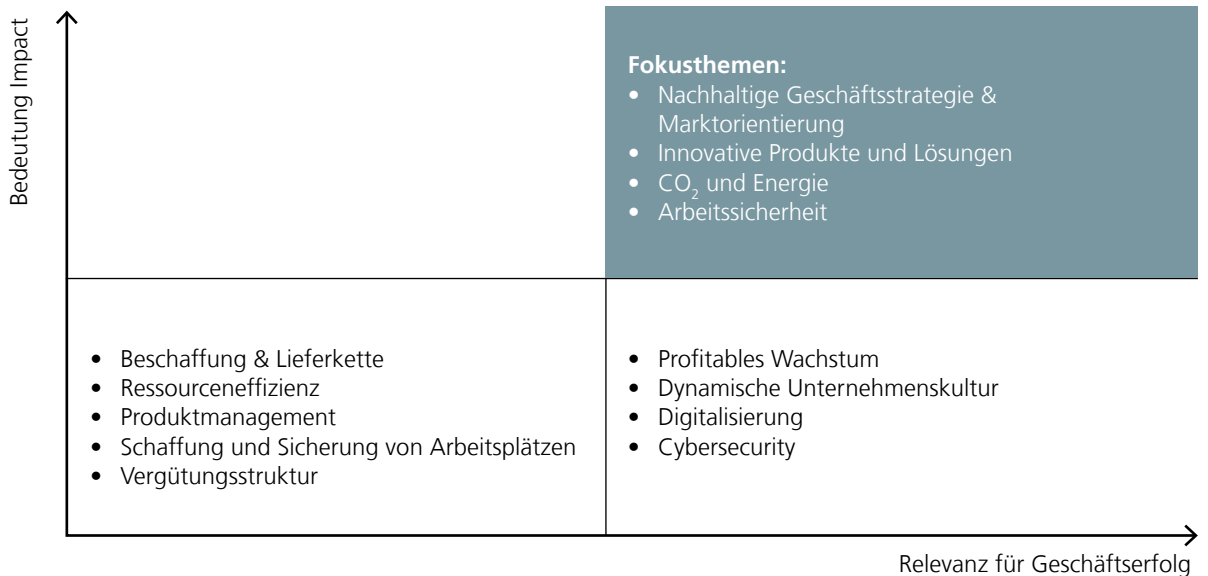 Bedeutung Impact
Fokusthemen:
• Nachhaltige Geschäftsstrategie &
Marktorientierung
• Innovative Produkte und Lösungen
• CO₂ und Energie
• Arbeitssicherheit
• Beschaffung & Lieferkette
• Ressourceneffizienz
• Produktmanagement
• Schaffung und Sicherung von Arbeitsplätzen
• Vergütungsstruktur
• Profitables Wachstum
• Dynamische Unternehmenskultur
• Digitalisierung
• Cybersecurity
Relevanz für Geschäftserfolg